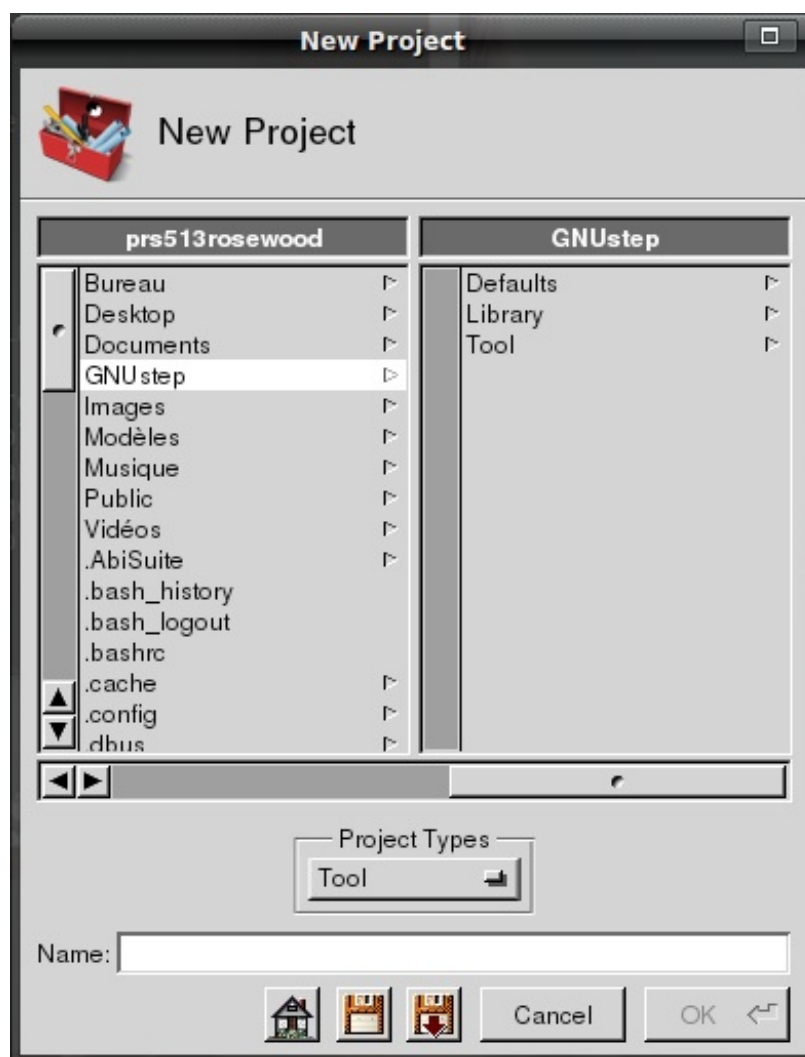 New Project
New Project
prs513rosewood
Bureau
Desktop
Documents
GNUstep
Images
Modèles
Musique
Public
Vidéos
.AbiSuite
.bash_history
.bash_logout
.bashrc
.cache
.config
.dbus
GNUstep
Defaults
Library
Tool
Project Types
Tool
Name:
Cancel
OK